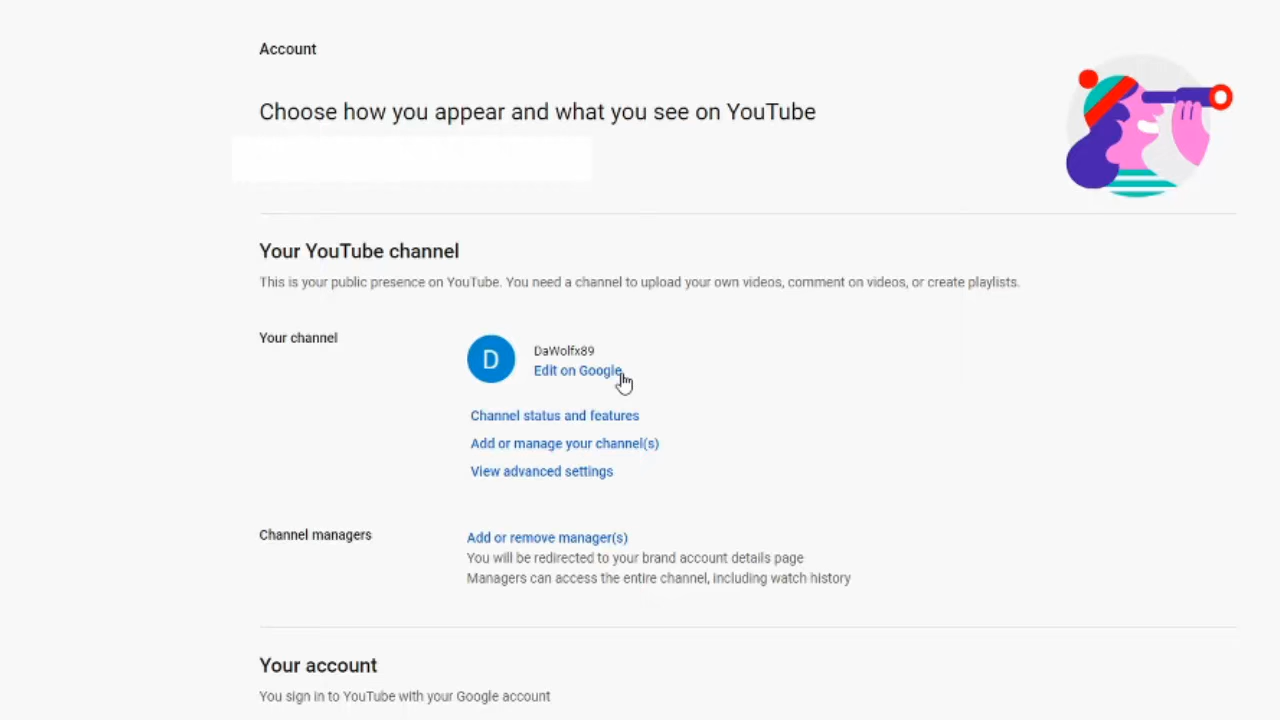 Account
Choose how you appear and what you see on YouTube
Your YouTube channel
This is your public presence on YouTube. You need a channel to upload your own videos, comment on videos, or create playlists.
Your channel
D
DaWolfx89
Edit on Google
Channel status and features
Add or manage your channel(s)
View advanced settings
Channel managers
Add or remove manager(s)
You will be redirected to your brand account details page
Managers can access the entire channel, including watch history
Your account
You sign in to YouTube with your Google account